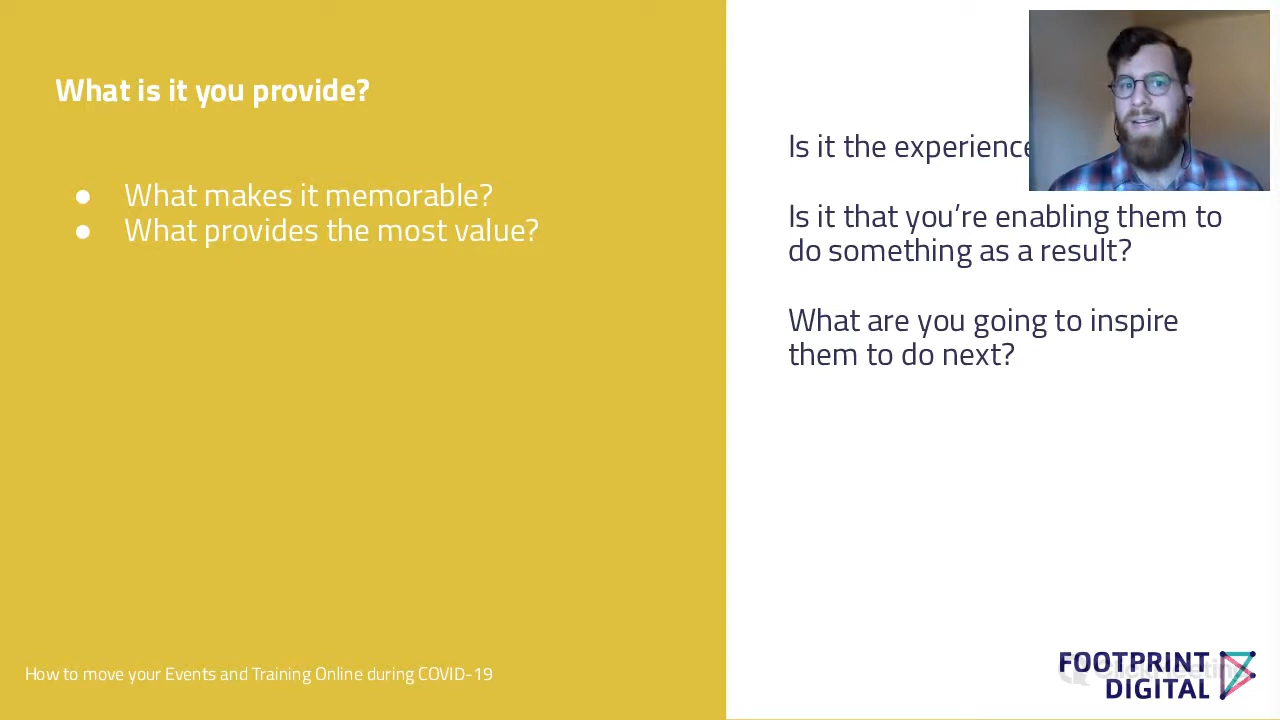 What is it you provide?
● What makes it memorable?
● What provides the most value?
Is it the experience
Is it that you’re enabling them to
do something as a result?
What are you going to inspire
them to do next?
How to move your Events and Training Online during COVID-19
FOOTPRINT
DIGITAL
ClickMeeting